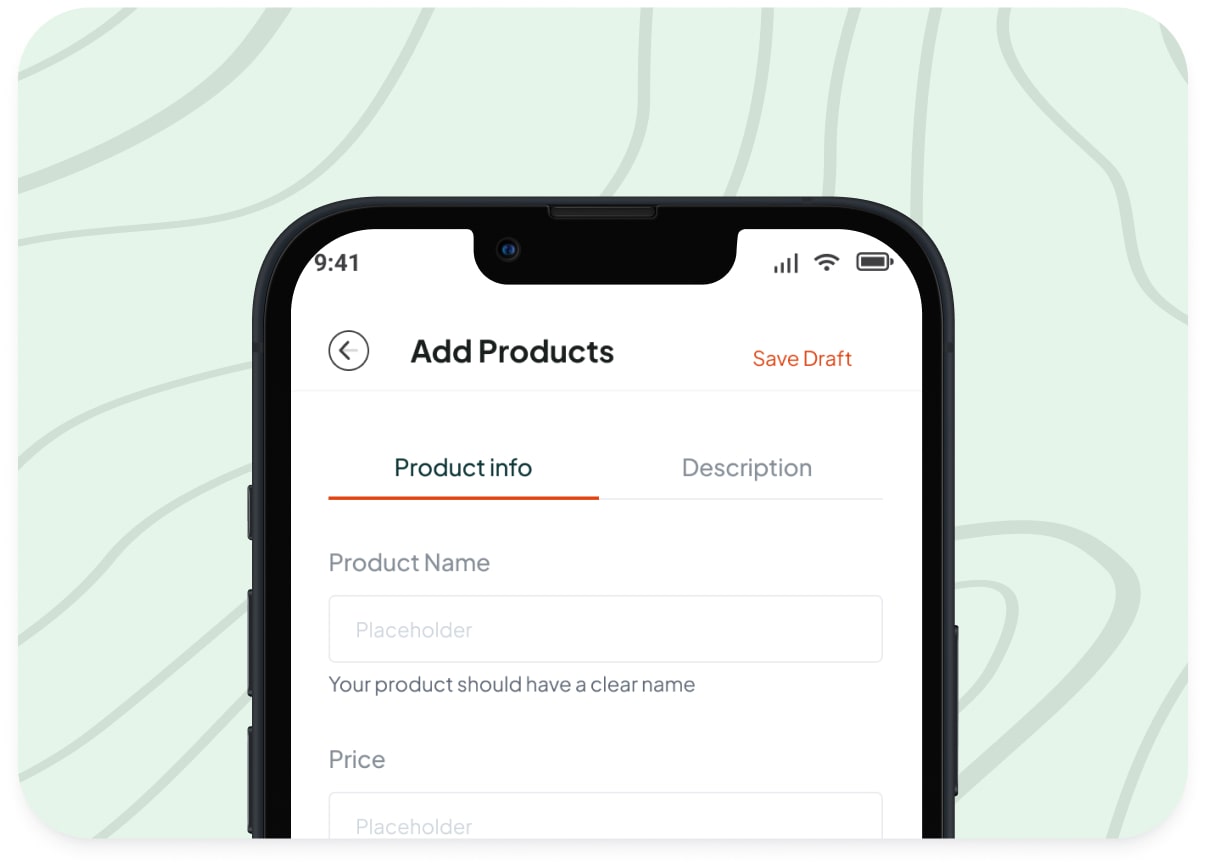 9:41
Add Products
Save Draft
Product info
Description
Product Name
Placeholder
Your product should have a clear name
Price
Placeholder